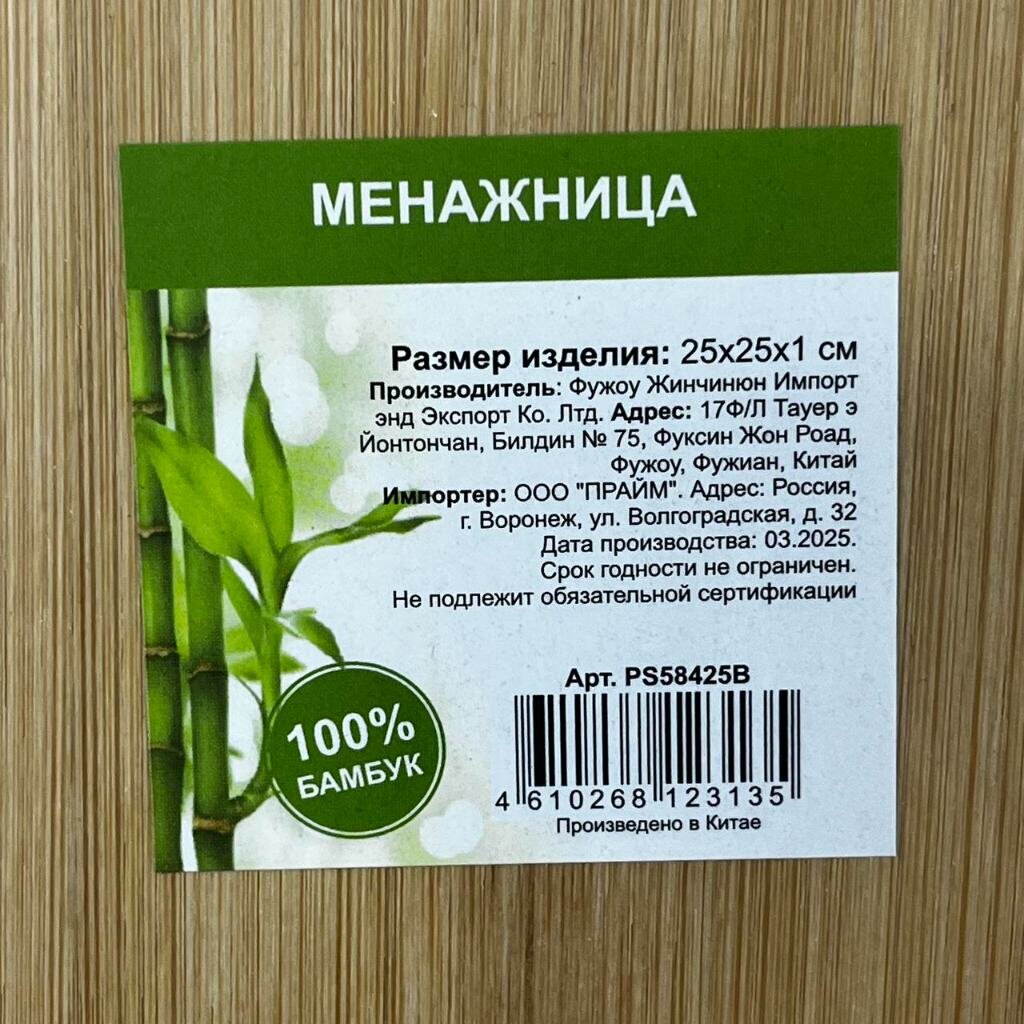 МЕНАЖНИЦА
Размер изделия: 25х25х1 см
Производитель: Фужоу Жинчинюн Импорт
энд Экспорт Ко. Лтд. Адрес: 17Ф/Л Тауер э
Йонтончан, Билдин № 75, Фуксин Жон Роад,
Фужоу, Фужиан, Китай
Импортер: ООО "ПРАЙМ". Адрес: Россия,
г. Воронеж, ул. Волгоградская, д. 32
Дата производства: 03.2025.
Срок годности не ограничен.
Не подлежит обязательной сертификации
100%
БАМБУК
Арт. PS58425B
4 610268 123135
Произведено в Китае